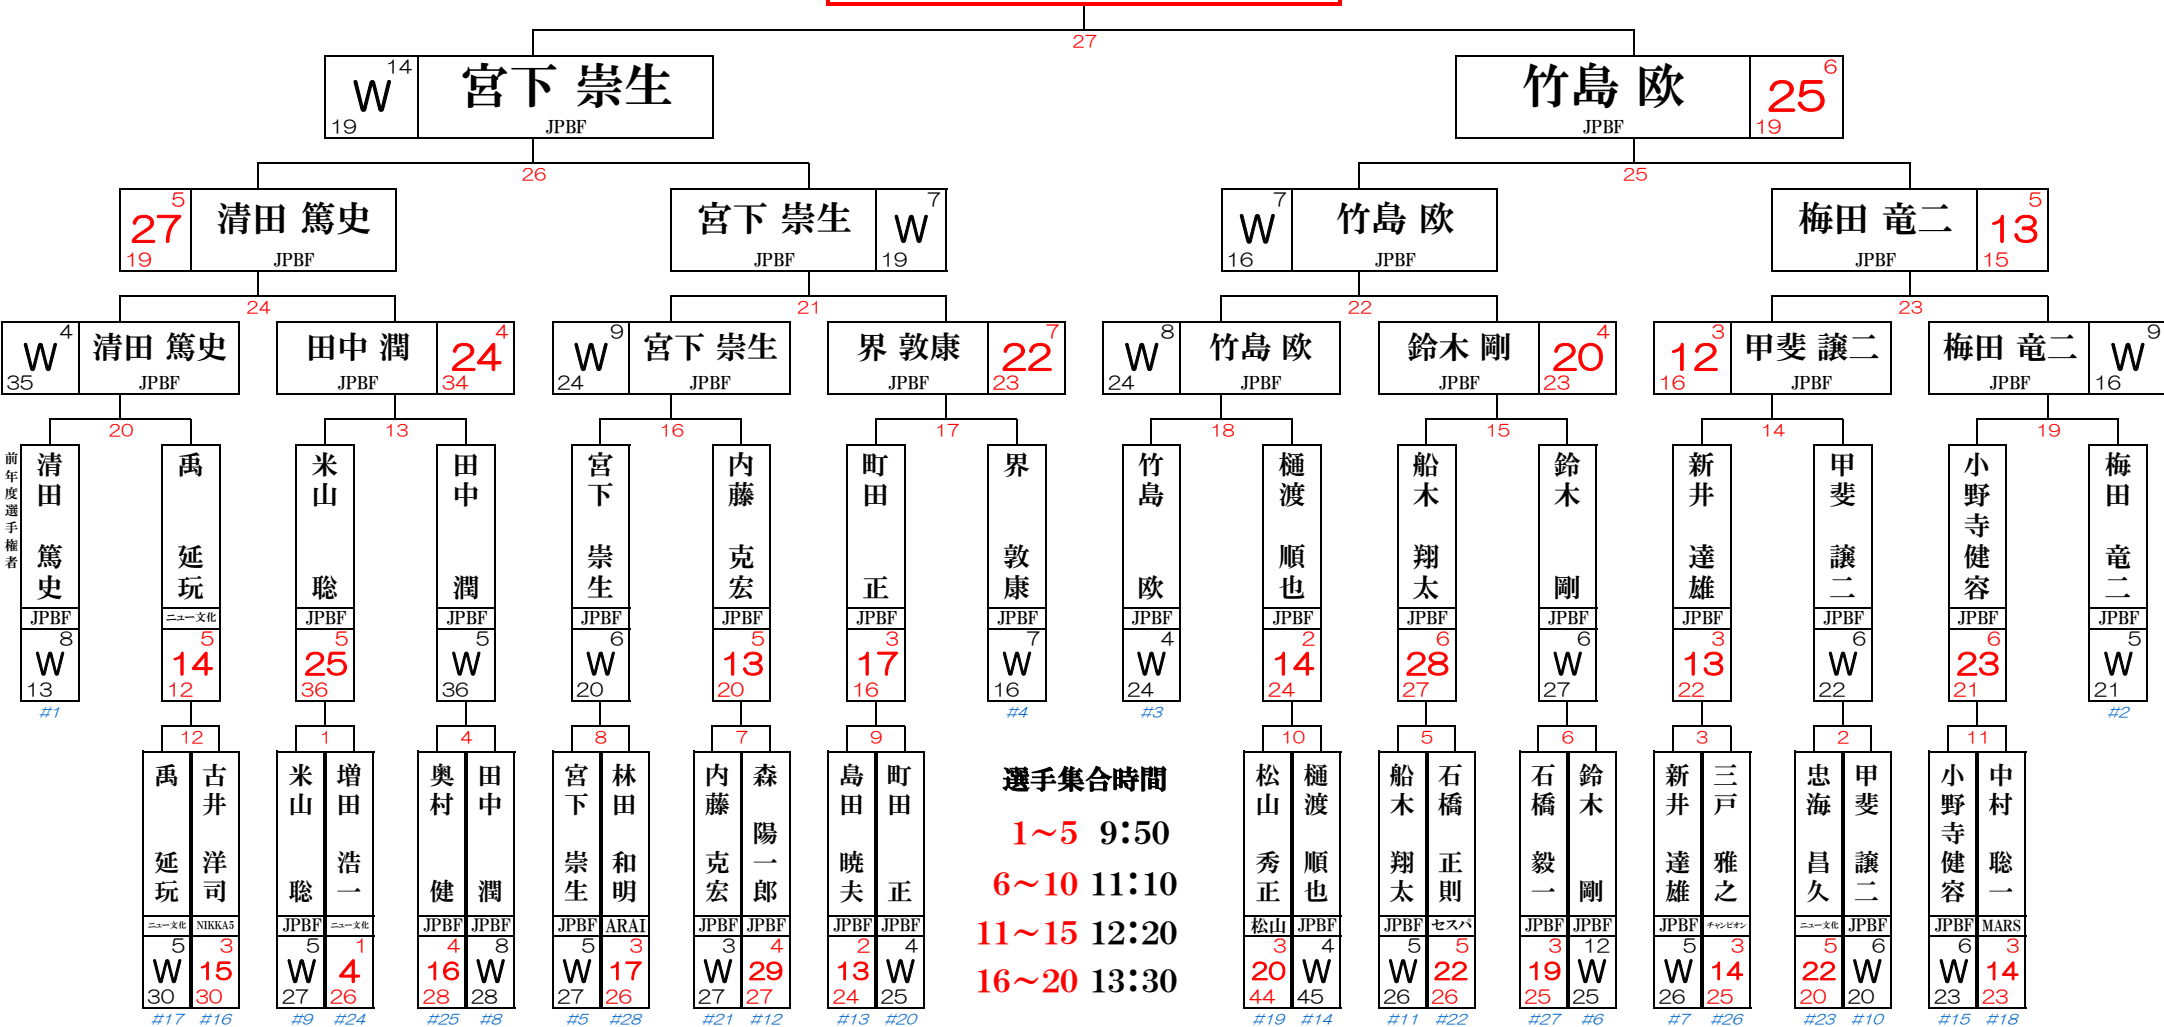 27
14
W
19
宮下 崇生
JPBF
竹島 欧
JPBF
6
25
19
26
25
5
27
19
清田 篤史
JPBF
宮下 崇生
JPBF
7
W
19
7
W
16
竹島 欧
JPBF
梅田 竜二
JPBF
5
13
15
24
21
22
23
4
W
35
清田 篤史
JPBF
田中 潤
JPBF
4
24
34
9
W
24
宮下 崇生
JPBF
界 敦康
JPBF
7
22
23
8
W
24
竹島 欧
JPBF
鈴木 剛
JPBF
4
20
23
3
12
16
甲斐 譲二
JPBF
梅田 竜二
JPBF
9
W
16
20
13
16
17
18
15
14
19
前年度選手権者
清田 篤史
JPBF
8
W
13
#1
禹 延玩
ニュー文化
5
14
12
米山 聡
JPBF
5
25
36
田中 潤
JPBF
5
W
36
宮下 崇生
JPBF
6
W
20
内藤 克宏
JPBF
5
13
20
町田 正
JPBF
3
17
16
界 敦康
JPBF
7
W
16
#4
竹島 欧
JPBF
4
W
24
#3
樋渡 順也
JPBF
2
14
24
船木 翔太
JPBF
6
28
27
鈴木 剛
JPBF
6
W
27
新井 達雄
JPBF
3
13
22
甲斐 譲二
JPBF
6
W
22
小野寺健容
JPBF
6
23
21
梅田 竜二
JPBF
5
W
21
#2
12
1
4
8
7
9
10
5
6
3
2
11
禹 延玩
ニュー文化
5
W
30
#17
古井 洋司
NIKKA5
3
15
30
#16
米山 聡
JPBF
5
W
27
#9
増田 浩一
ニュー文化
1
4
26
#24
奥村 健
JPBF
4
16
28
#25
田中 潤
JPBF
8
W
28
#8
宮下 崇生
JPBF
5
W
27
#5
林田 和明
ARAI
3
17
26
#28
内藤 克宏
JPBF
3
W
27
#21
森 陽一郎
JPBF
4
29
27
#12
島田 暁夫
JPBF
2
13
24
#13
町田 正
JPBF
4
W
25
#20
選手集合時間
1～5 9:50
6～10 11:10
11～15 12:20
16～20 13:30
松山 秀正
松山
3
20
44
#19
樋渡 順也
JPBF
4
W
45
#14
船木 翔太
JPBF
5
W
26
#11
石橋 正則
セスパ
5
22
26
#22
石橋 毅一
JPBF
3
19
25
#27
鈴木 剛
JPBF
12
W
25
#6
新井 達雄
JPBF
5
W
26
#7
三戸 雅之
チャンピオン
3
14
25
#26
忠海 昌久
ニュー文化
5
22
20
#23
甲斐 譲二
JPBF
6
W
20
#10
小野寺健容
JPBF
6
W
23
#15
中村 聡一
MARS
3
14
23
#18